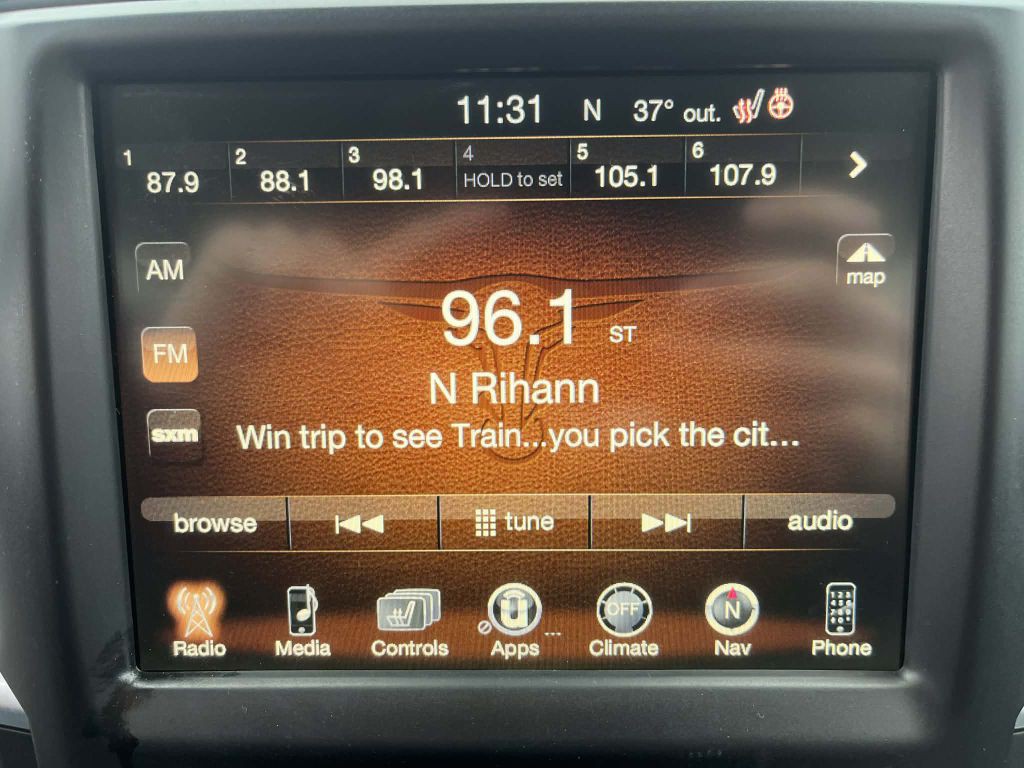 11:31 N 37° out.
1 2 3 4 5 6
87.9 88.1 98.1 HOLD to set 105.1 107.9
AM
map
96.1 ST
FM
N Rihann
sxm
Win trip to see Train...you pick the cit...
browse tune audio
OFF N
Radio Media Controls Apps ... Climate Nav Phone